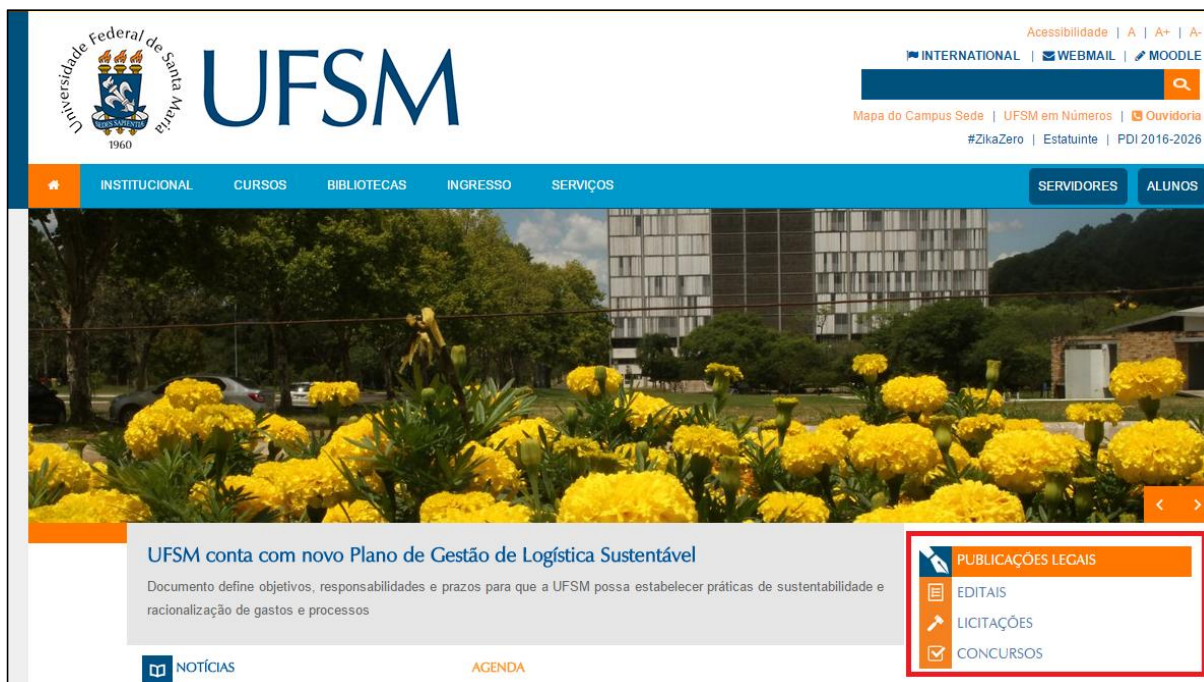 Universidade Federal de Santa Maria
SEDES SAPIENTIAE
1960
UFSM
Acessibilidade | A | A+ | A-
INTERNATIONAL | WEBMAIL | MOODLE
Mapa do Campus Sede | UFSM em Números | Ouvidoria
#ZikaZero | Estatuinte | PDI 2016-2026
INSTITUCIONAL CURSOS BIBLIOTECAS INGRESSO SERVIÇOS SERVIDORES ALUNOS
UFSM conta com novo Plano de Gestão de Logística Sustentável
Documento define objetivos, responsabilidades e prazos para que a UFSM possa estabelecer práticas de sustentabilidade e
racionalização de gastos e processos
PUBLICAÇÕES LEGAIS
EDITAIS
LICITAÇÕES
CONCURSOS
NOTÍCIAS AGENDA